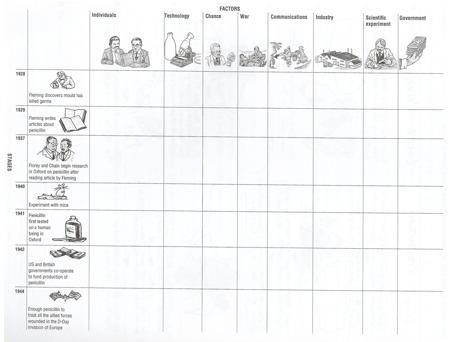 FACTORS
Individuals
Technology
Chance
War
Communications
Industry
Scientific
experiment
Government
STAGES
1928
Fleming discovers mould has
killed germs
1929
Fleming writes
articles about
penicillin
1937
Florey and Chain begin research
in Oxford on penicillin after
reading article by Fleming
1940
Experiment with mice
1941
Penicillin
first tested
on a human
being in
Oxford
1942
US and British
governments co-operate
to fund production of
penicillin
1944
Enough penicillin to
treat all the allied forces
wounded in the D-Day
invasion of Europe